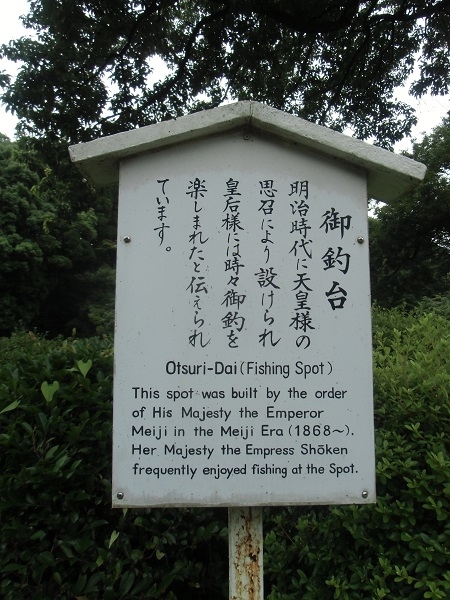 御釣台
明治時代に天皇様の
思召により設けられ
皇后様には時々御釣を
楽しまれたと伝えられ
ています。
Otsuri-Dai (Fishing Spot)
This spot was built by the order
of His Majesty the Emperor
Meiji in the Meiji Era (1868~).
Her Majesty the Empress Shōken
frequently enjoyed fishing at the Spot.